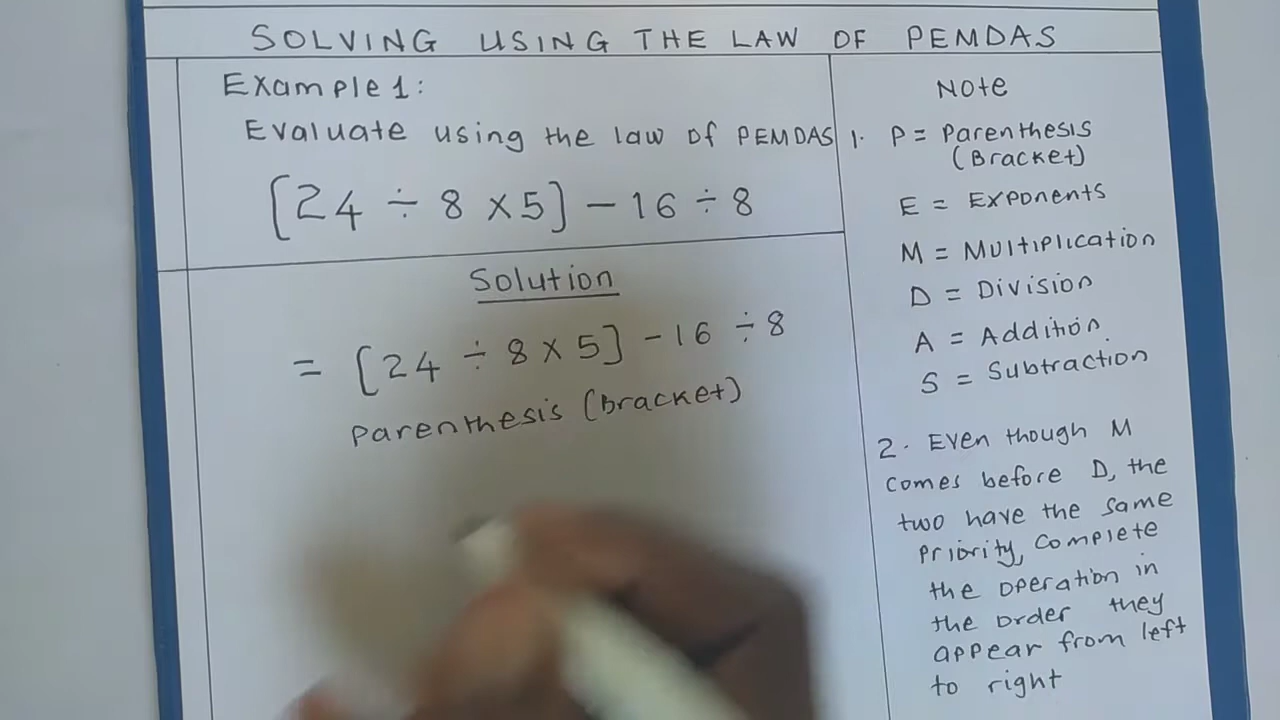 SOLVING USING THE LAW OF PEMDAS
Example 1:
Evaluate using the law of PEMDAS
[24 ÷ 8 × 5] - 16 ÷ 8
Solution
= [24 ÷ 8 × 5] - 16 ÷ 8
Parenthesis (Bracket)
Note
1. P = Parenthesis
(Bracket)
E = Exponents
M = Multiplication
D = Division
A = Addition
S = Subtraction
2. Even though M
comes before D, the
two have the same
priority, complete
the operation in
the order they
appear from left
to right